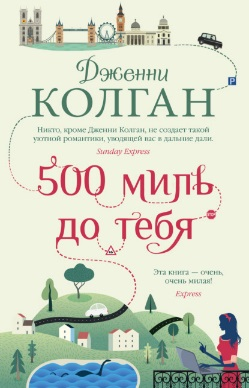 Дженни
КОЛГАН
Никто, кроме Дженни Колган, не создает такой
уютной романтики, уводящей вас в дальние дали.
Sunday Express
500 миль
до тебя
Эта книга — очень,
очень милая!
Express